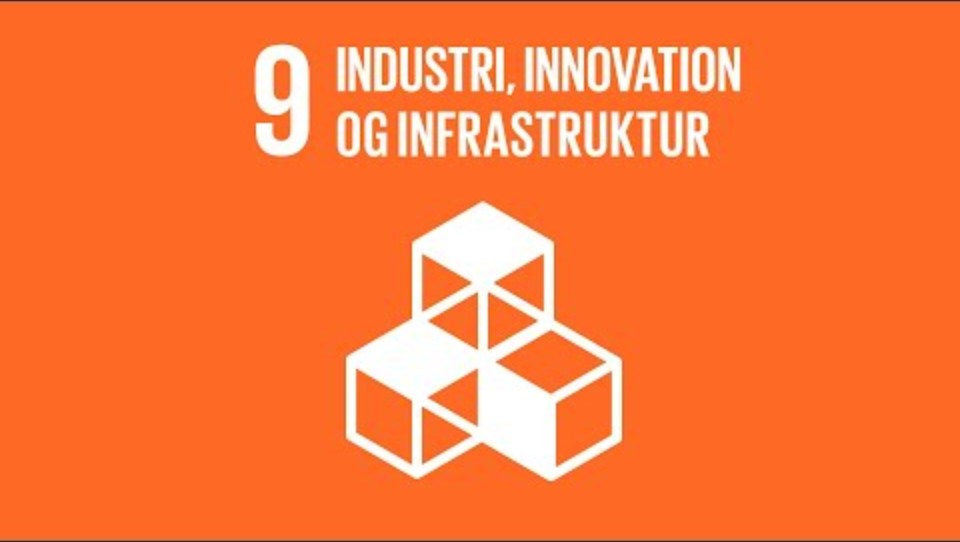 9 INDUSTRI, INNOVATION
OG INFRASTRUKTUR